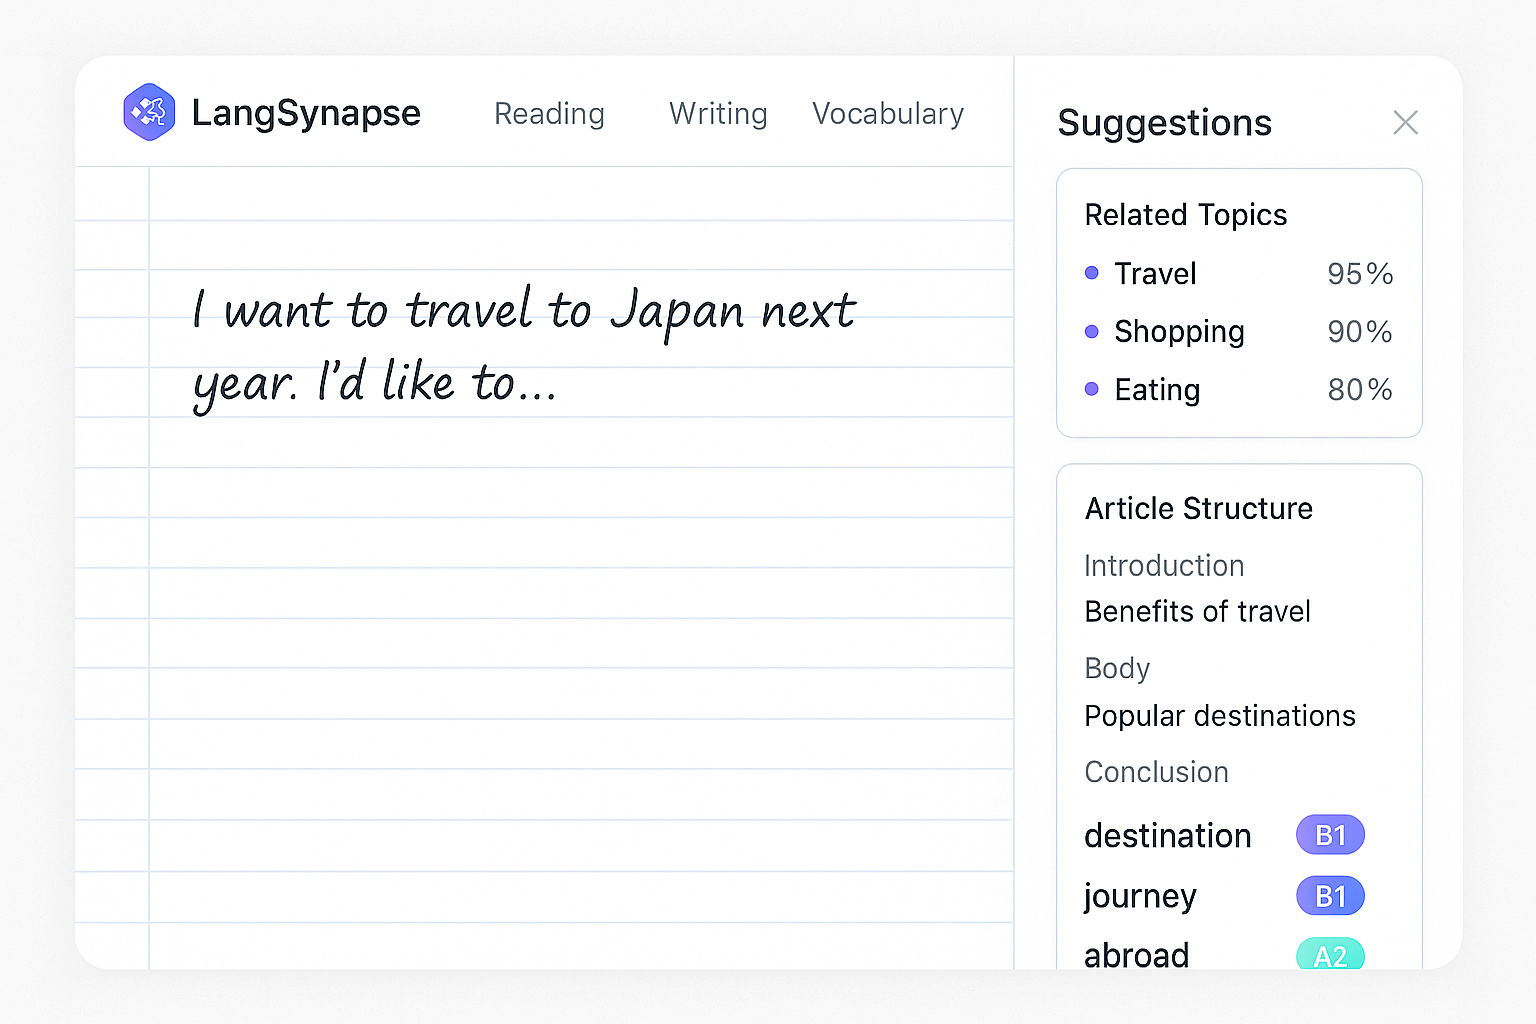 LangSynapse
Reading
Writing
Vocabulary
I want to travel to Japan next
year. I'd like to...
Suggestions
Related Topics
Travel 95%
Shopping 90%
Eating 80%
Article Structure
Introduction
Benefits of travel
Body
Popular destinations
Conclusion
destination B1
journey B1
abroad A2